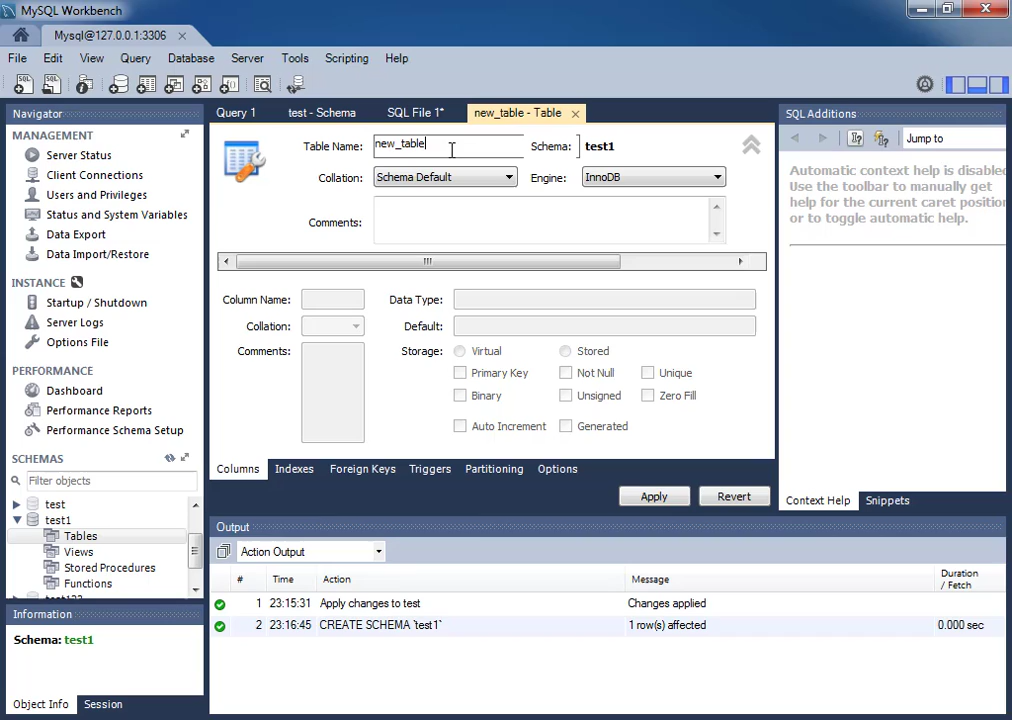 MySQL Workbench
Mysql@127.0.0.1:3306
File Edit View Query Database Server Tools Scripting Help
Navigator
MANAGEMENT
Server Status
Client Connections
Users and Privileges
Status and System Variables
Data Export
Data Import/Restore
INSTANCE
Startup / Shutdown
Server Logs
Options File
PERFORMANCE
Dashboard
Performance Reports
Performance Schema Setup
SCHEMAS
Filter objects
test
test1
Tables
Views
Stored Procedures
Functions
Information
Schema: test1
Object Info Session
Query 1 test - Schema SQL File 1* new_table - Table
Table Name: new_table Schema: test1
Collation: Schema Default Engine: InnoDB
Comments:
Column Name: Data Type:
Collation: Default:
Comments: Storage: Virtual Stored
Primary Key Not Null Unique
Binary Unsigned Zero Fill
Auto Increment Generated
Columns Indexes Foreign Keys Triggers Partitioning Options
Apply Revert
SQL Additions
Jump to
Automatic context help is disabled
Use the toolbar to manually get
help for the current caret position
or to toggle automatic help.
Context Help Snippets
Output
Action Output
# Time Action Message Duration / Fetch
1 23:15:31 Apply changes to test Changes applied
2 23:16:45 CREATE SCHEMA `test1` 1 row(s) affected 0.000 sec